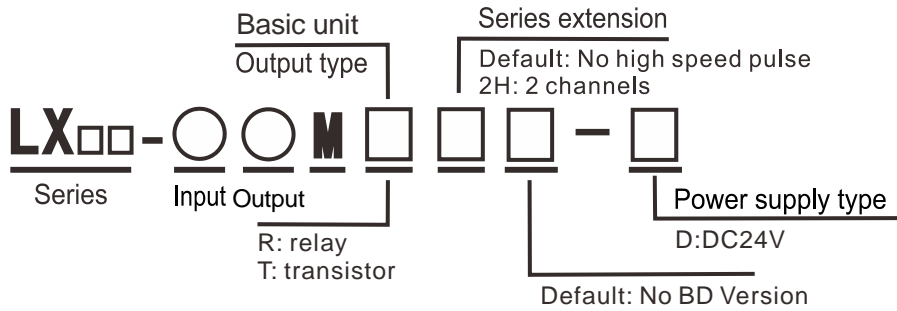 Basic unit
Series extension
Output type
Default: No high speed pulse
2H: 2 channels
LX□□-○○M□□□-□
Series
Input
Output
Power supply type
R: relay
T: transistor
D:DC24V
Default: No BD Version